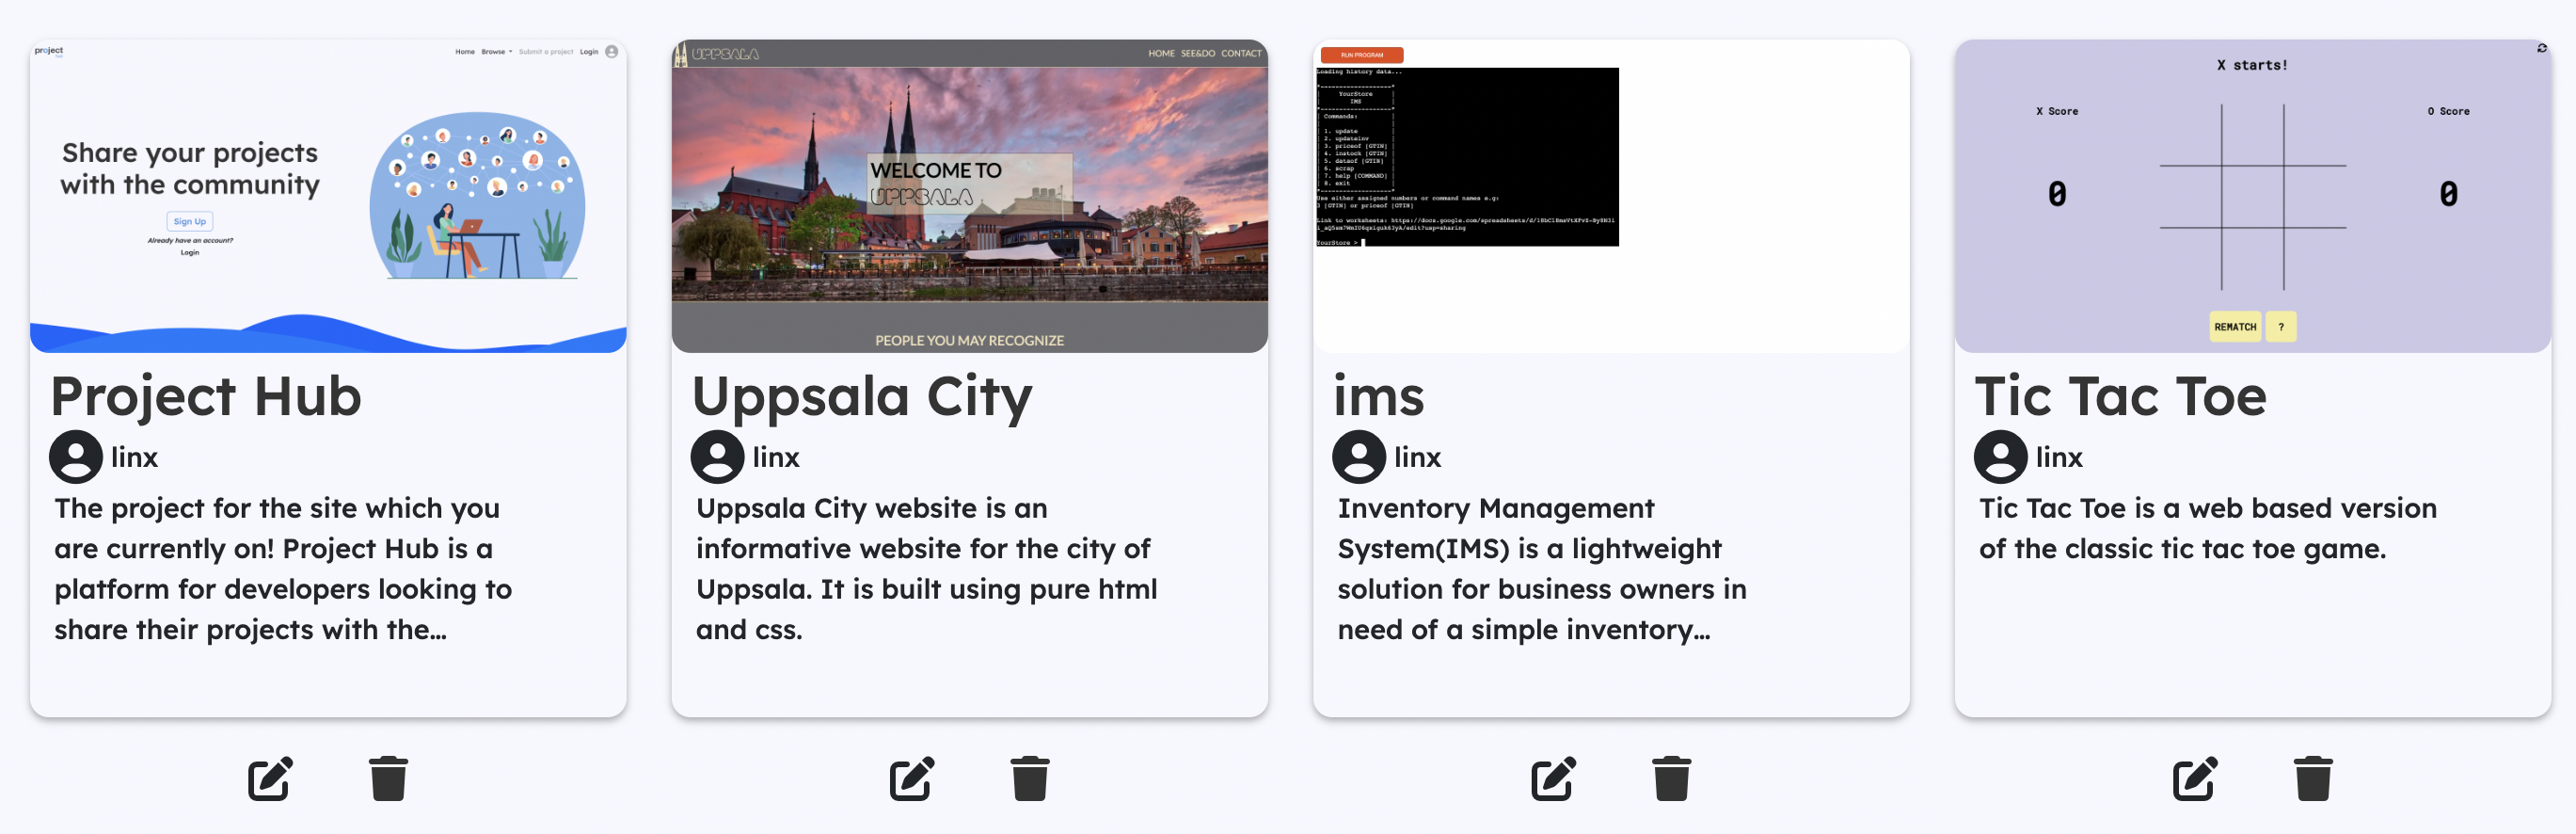 project
Home Browse Submit a project Login
Share your projects
with the community
Sign Up
Already have an account?
Login
Project Hub
linx
The project for the site which you
are currently on! Project Hub is a
platform for developers looking to
share their projects with the...
UPPSALA
HOME SEE&DO CONTACT
WELCOME TO
UPPSALA
PEOPLE YOU MAY RECOGNIZE
Uppsala City
linx
Uppsala City website is an
informative website for the city of
Uppsala. It is built using pure html
and css.
RUN PROGRAM
Loading history data...
YourStore
IMS
Commands:
1. update
2. updateinv
3. priceof [GTIN]
4. instock [GTIN]
5. dataof [GTIN]
6. scrap
7. help [COMMAND]
8. exit
Use either assigned numbers or command names e.g:
3 [GTIN] or priceof [GTIN]
Link to worksheets:
YourStore >
ims
linx
Inventory Management
System(IMS) is a lightweight
solution for business owners in
need of a simple inventory...
X starts!
X Score
O Score
0
0
REMATCH ?
Tic Tac Toe
linx
Tic Tac Toe is a web based version
of the classic tic tac toe game.